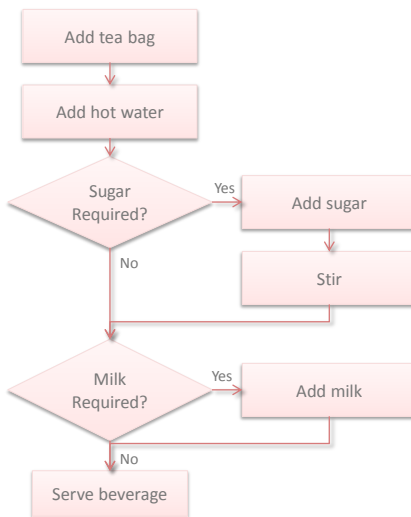 Add tea bag
Add hot water
Sugar
Required?
Yes
Add sugar
No
Stir
Milk
Required?
Yes
Add milk
No
Serve beverage